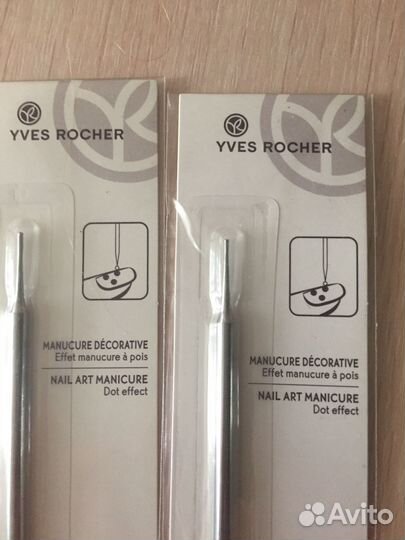 YVES ROCHER
MANUCURE DÉCORATIVE
Effet manucure à pois
NAIL ART MANICURE
Dot effect
YVES ROCHER
MANUCURE DÉCORATIVE
Effet manucure à pois
NAIL ART MANICURE
Dot effect
Avito